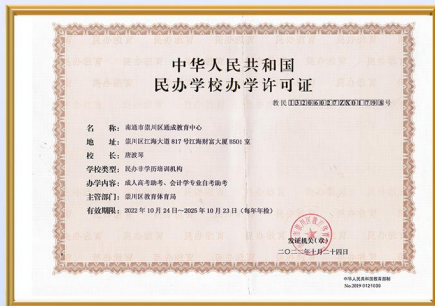 中华人民共和国
民办学校办学许可证
教民13206027ZX01793号
名 称：南通市崇川区通成教育中心
地 址：崇川区江海大道817号江海财富大厦8501室
校 长：唐波琴
学校类型：民办非学历培训机构
办学内容：成人高考助考、会计学专业自考助考
主管部门：崇川区教育体育局
有效期限：2022年10月24日—2025年10月23日（每年年检）
发证机关(章)
二〇二二年十月二十四日
中华人民共和国教育部制
No.2019 0121030